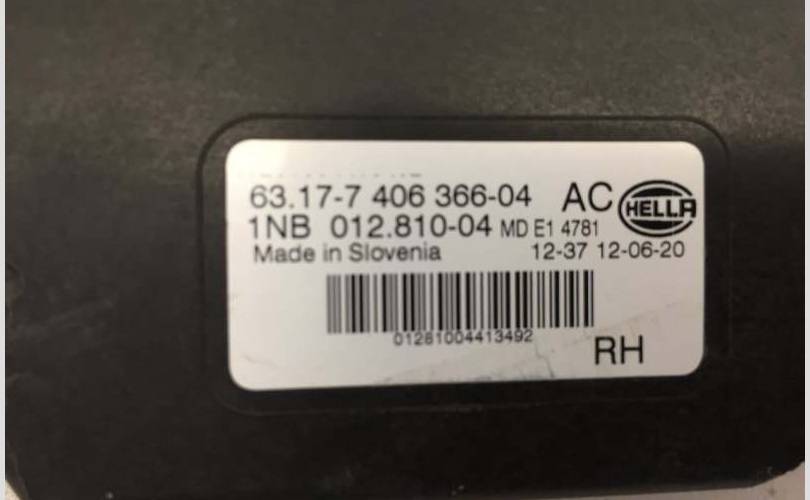 63.17-7 406 366-04 AC HELLA
1NB 012.810-04 MD E1 4781
Made in Slovenia 12-37 12-06-20
01281004413492
RH